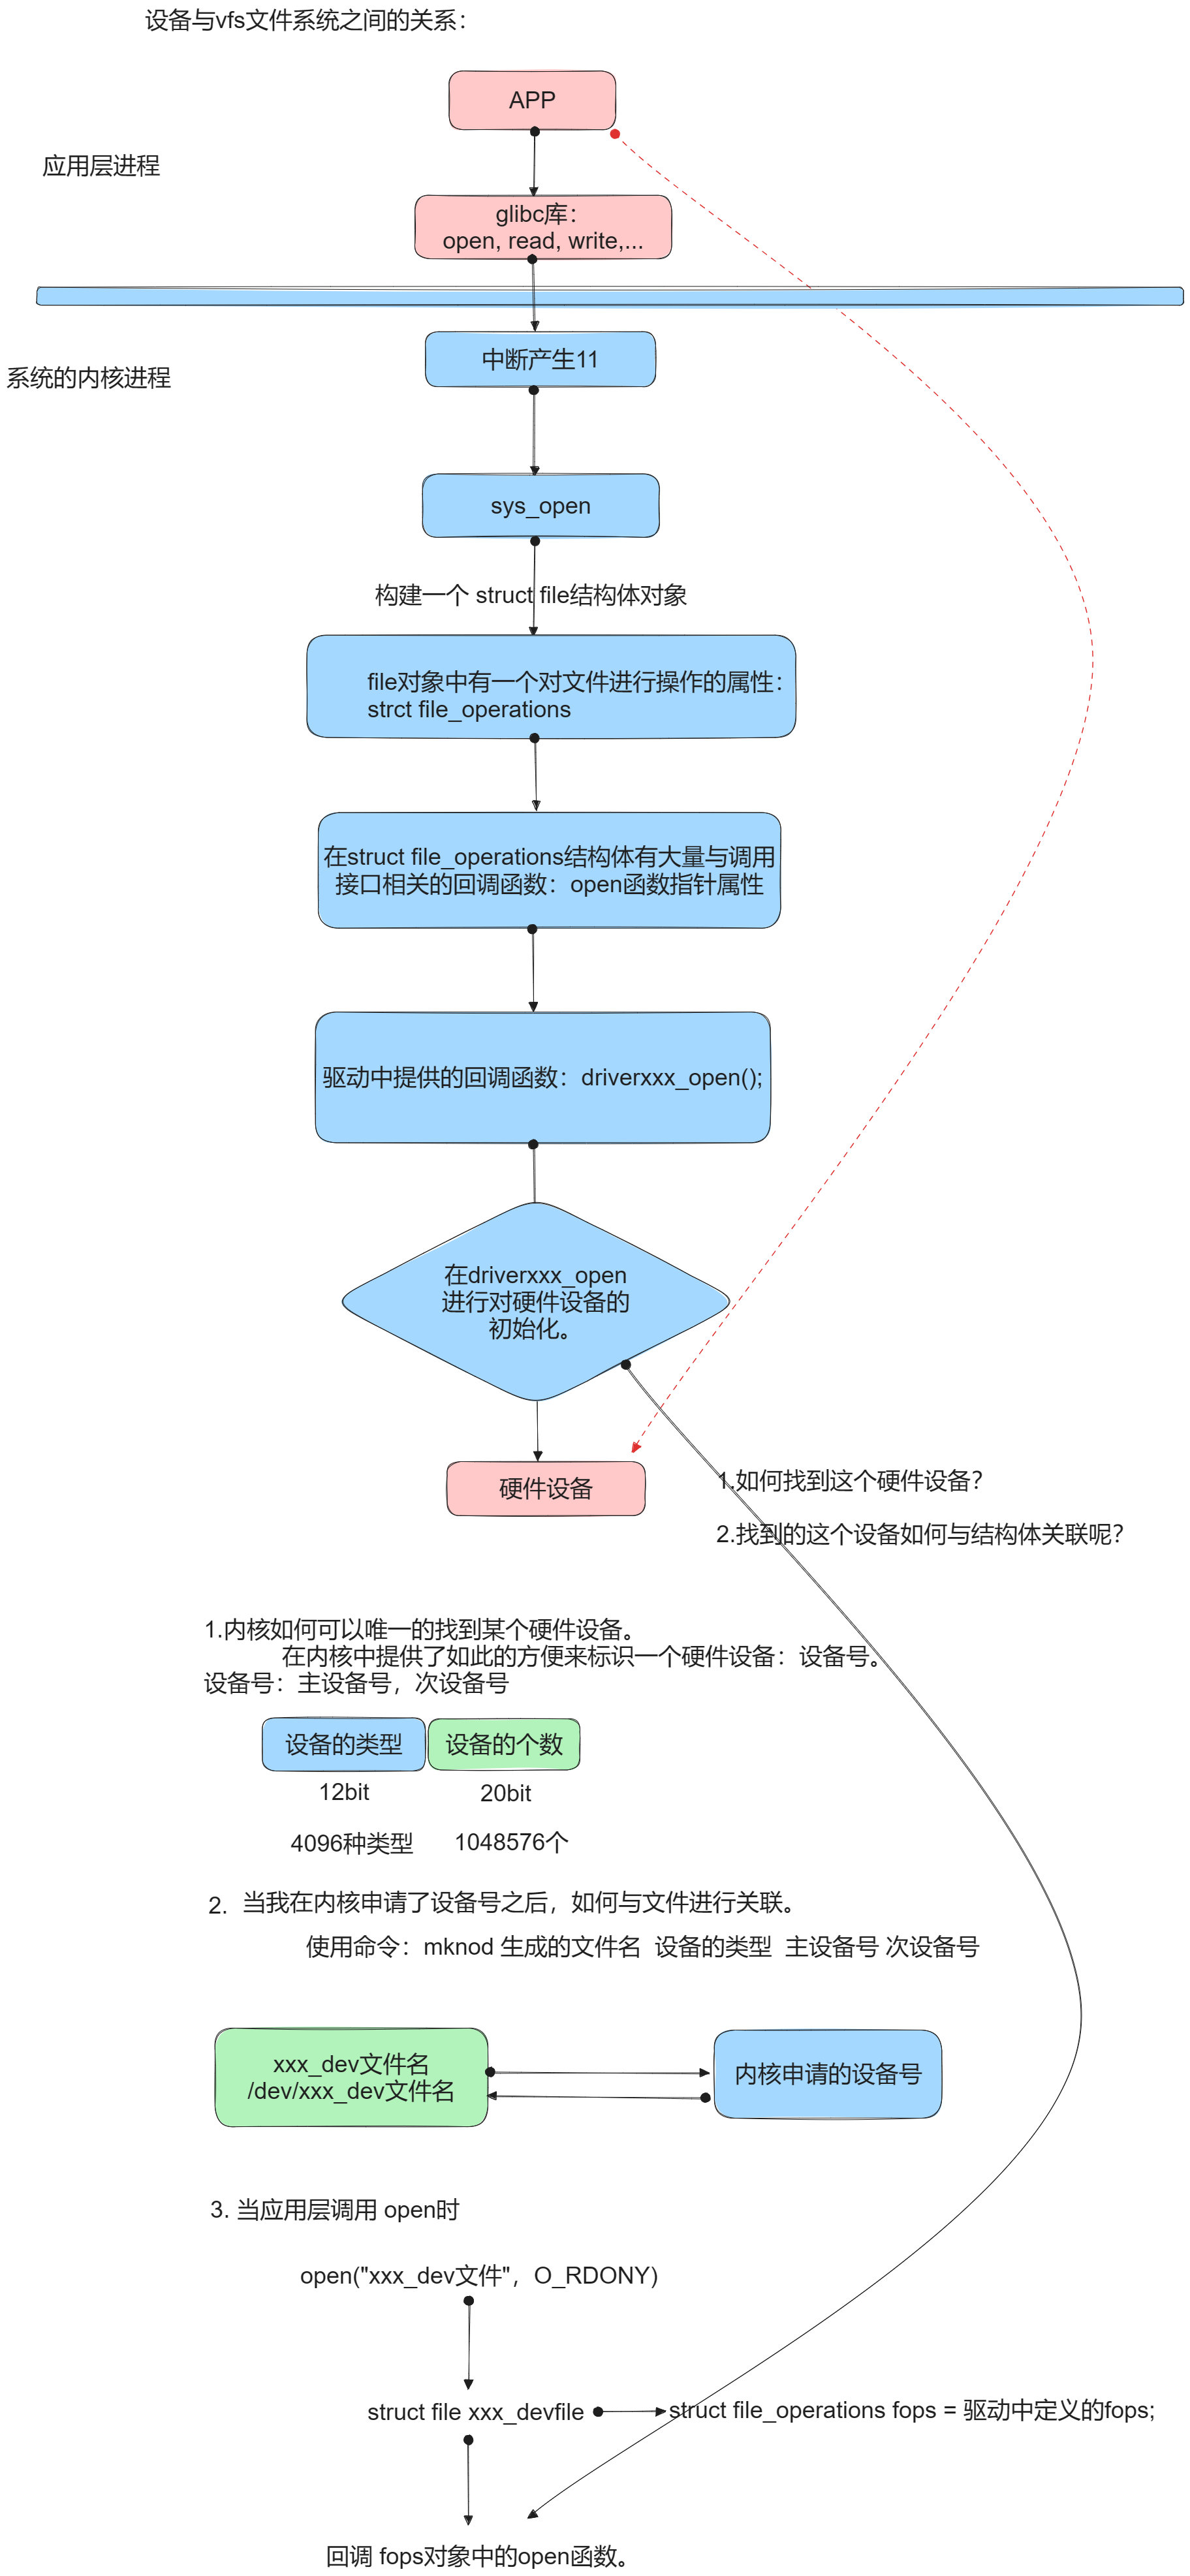 设备与vfs文件系统之间的关系：
APP
应用层进程
glibc库：
open, read, write,...
中断产生11
系统的内核进程
sys_open
构建一个 struct file结构体对象
file对象中有一个对文件进行操作的属性：
strct file_operations
在struct file_operations结构体有大量与调用
接口相关的回调函数：open函数指针属性
驱动中提供的回调函数：driverxxx_open();
在driverxxx_open
进行对硬件设备的
初始化。
硬件设备
1.如何找到这个硬件设备？
2.找到的这个设备如何与结构体关联呢？
1.内核如何可以唯一的找到某个硬件设备。
在内核中提供了如此的方便来标识一个硬件设备：设备号。
设备号：主设备号，次设备号
设备的类型 设备的个数
12bit 20bit
4096种类型 1048576个
2. 当我在内核申请了设备号之后，如何与文件进行关联。
使用命令：mknod 生成的文件名 设备的类型 主设备号 次设备号
xxx_dev文件名
/dev/xxx_dev文件名
内核申请的设备号
3. 当应用层调用 open时
open("xxx_dev文件"，O_RDONY)
struct file xxx_devfile
struct file_operations fops = 驱动中定义的fops;
回调 fops对象中的open函数。